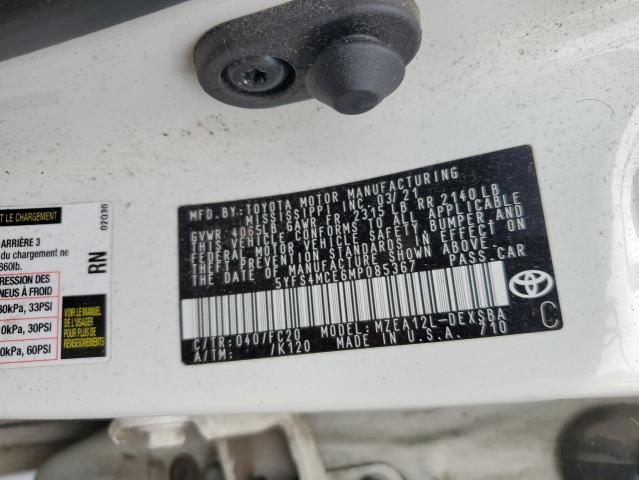 MFD.BY: TOYOTA MOTOR MANUFACTURING
MISSISSIPPI INC. 03/21
GVWR 4065LB GAWR FR 2315 LB RR 2140 LB
THIS VEHICLE CONFORMS TO ALL APPLICABLE
FEDERAL MOTOR VEHICLE SAFETY, BUMPER AND
THEFT PREVENTION STANDARDS IN EFFECT ON
THE DATE OF MANUFACTURE SHOWN ABOVE.
5YFS4MCE6MP085367 PASS.CAR
C/TR: 040/FC20 MODEL: MZEA12L-DEXSBA
A/TM: /K120 MADE IN U.S.A. /10
C
TOYOTA
T LE CHARGEMENT
ARRIÈRE 3
du chargement ne
860lb.
RESSION DES
NEUS À FROID
30kPa, 33PSI
0kPa, 30PSI
0kPa, 60PSI
VOIR LE MANUEL
DE L'USAGER
POUR PLUS DE
RENSEIGNEMENTS
RN
02030